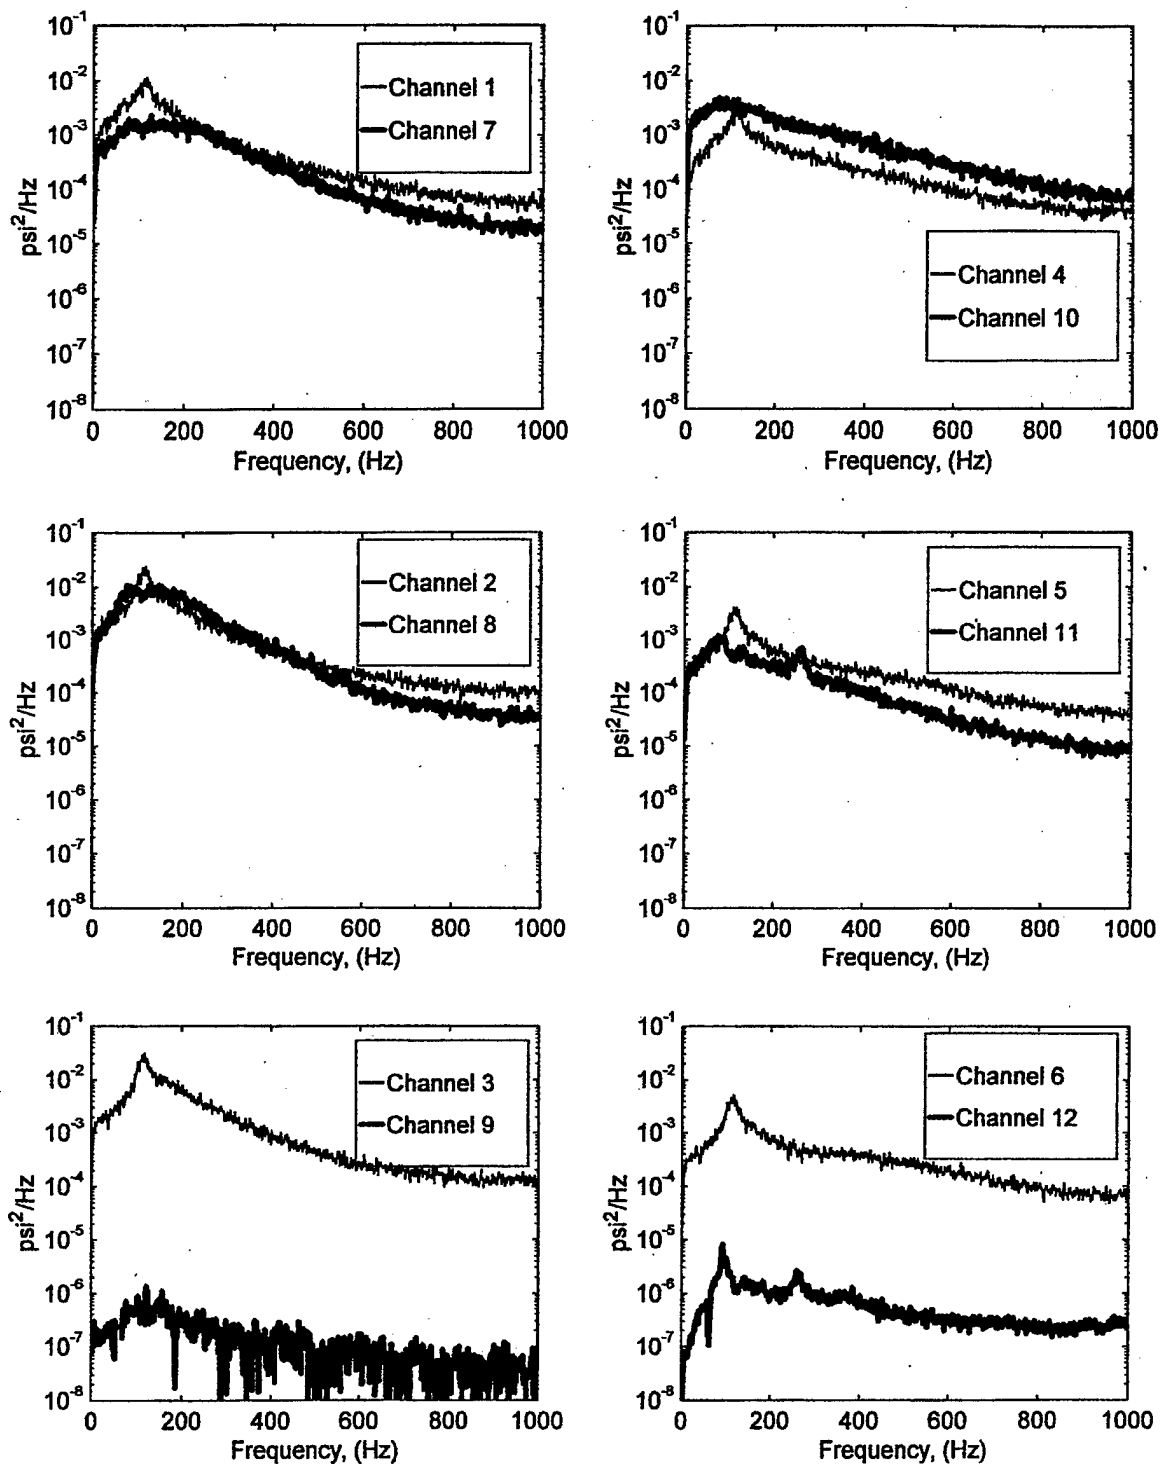 10^-1
10^-2
10^-3
10^-4
10^-5
10^-6
10^-7
10^-8
psi^2/Hz
Channel 1
Channel 7
0 200 400 600 800 1000
Frequency, (Hz)
10^-1
10^-2
10^-3
10^-4
10^-5
10^-6
10^-7
10^-8
psi^2/Hz
Channel 4
Channel 10
0 200 400 600 800 1000
Frequency, (Hz)
10^-1
10^-2
10^-3
10^-4
10^-5
10^-6
10^-7
10^-8
psi^2/Hz
Channel 2
Channel 8
0 200 400 600 800 1000
Frequency, (Hz)
10^-1
10^-2
10^-3
10^-4
10^-5
10^-6
10^-7
10^-8
psi^2/Hz
Channel 5
Channel 11
0 200 400 600 800 1000
Frequency, (Hz)
10^-1
10^-2
10^-3
10^-4
10^-5
10^-6
10^-7
10^-8
psi^2/Hz
Channel 3
Channel 9
0 200 400 600 800 1000
Frequency, (Hz)
10^-1
10^-2
10^-3
10^-4
10^-5
10^-6
10^-7
10^-8
psi^2/Hz
Channel 6
Channel 12
0 200 400 600 800 1000
Frequency, (Hz)